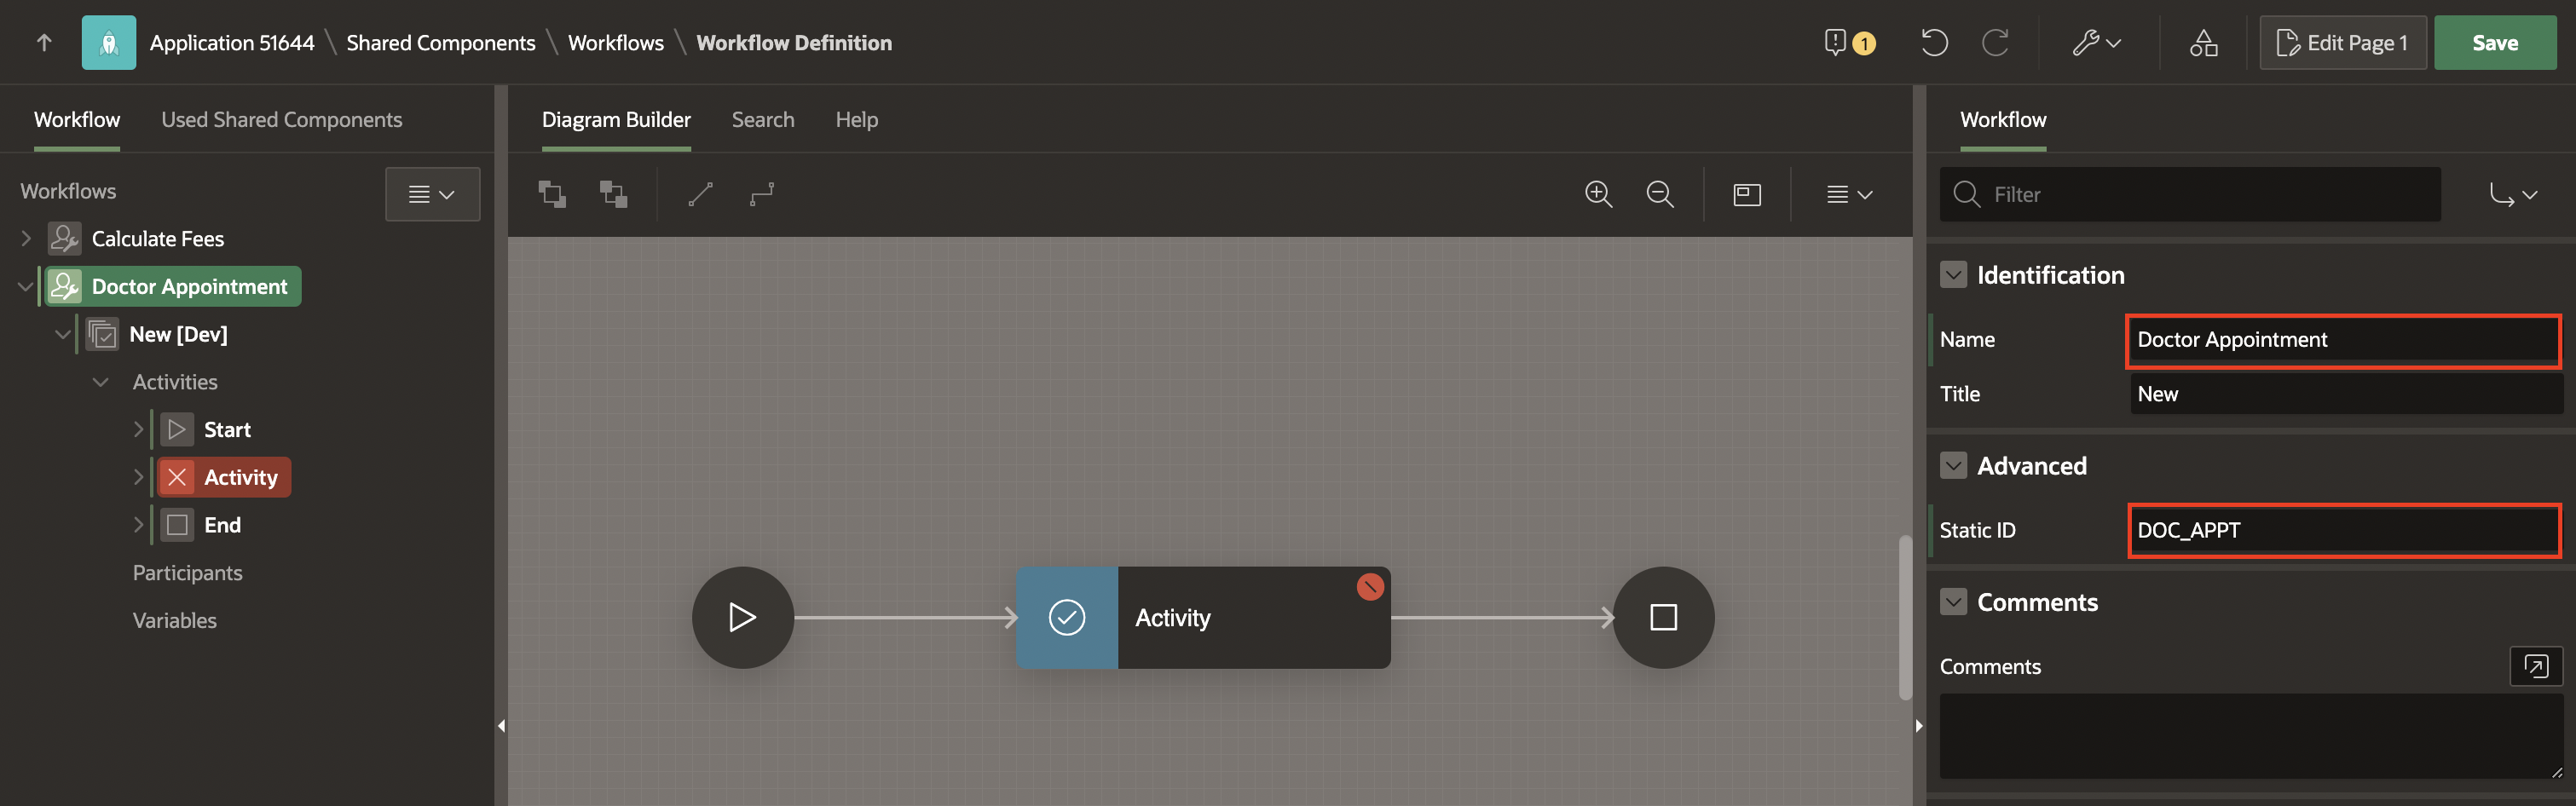 Application 51644 \ Shared Components \ Workflows \ Workflow Definition
1
Edit Page 1
Save
Workflow
Used Shared Components
Workflows
Calculate Fees
Doctor Appointment
New [Dev]
Activities
Start
Activity
End
Participants
Variables
Diagram Builder
Search
Help
Activity
Workflow
Filter
Identification
Name
Doctor Appointment
Title
New
Advanced
Static ID
DOC_APPT
Comments
Comments